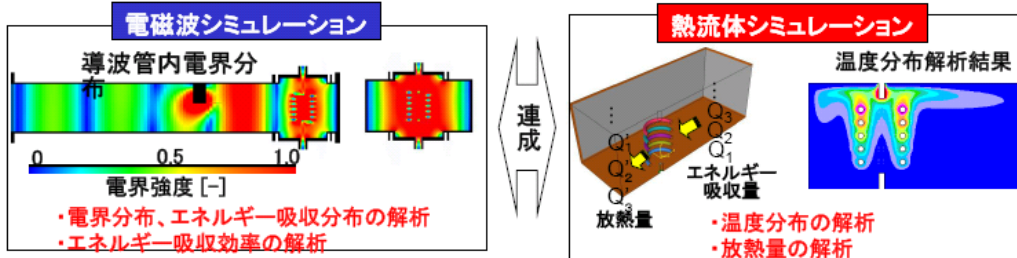 電磁波シミュレーション
導波管内電界分
布
0 0.5 1.0
電界強度 [-]
・電界分布、エネルギー吸収分布の解析
・エネルギー吸収効率の解析
連
成
熱流体シミュレーション
温度分布解析結果
⋮
⋮
Q'1
Q'2
Q'3
放熱量
Q3
Q2
Q1
エネルギー
吸収量
・温度分布の解析
・放熱量の解析